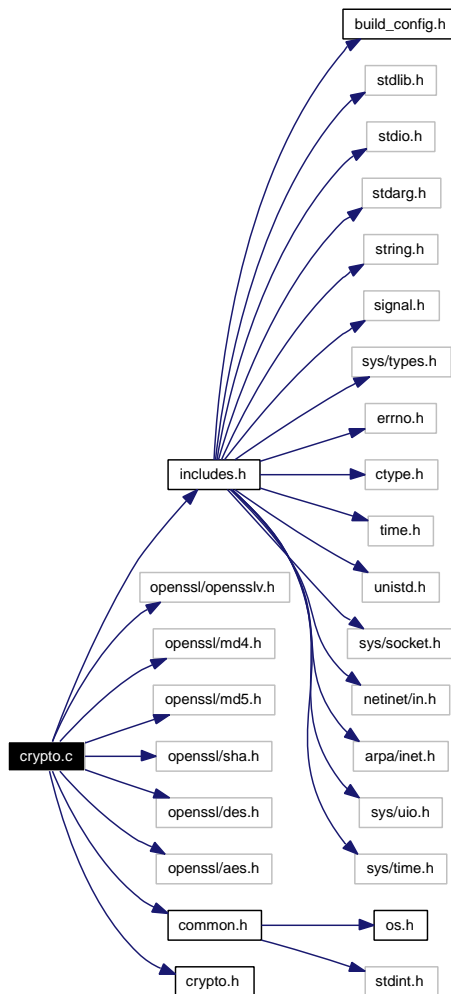 build_config.h
stdlib.h
stdio.h
stdarg.h
string.h
signal.h
sys/types.h
errno.h
includes.h
ctype.h
time.h
openssl/opensslv.h
unistd.h
openssl/md4.h
sys/socket.h
openssl/md5.h
netinet/in.h
crypto.c
openssl/sha.h
arpa/inet.h
openssl/des.h
sys/uio.h
openssl/aes.h
sys/time.h
common.h
os.h
crypto.h
stdint.h